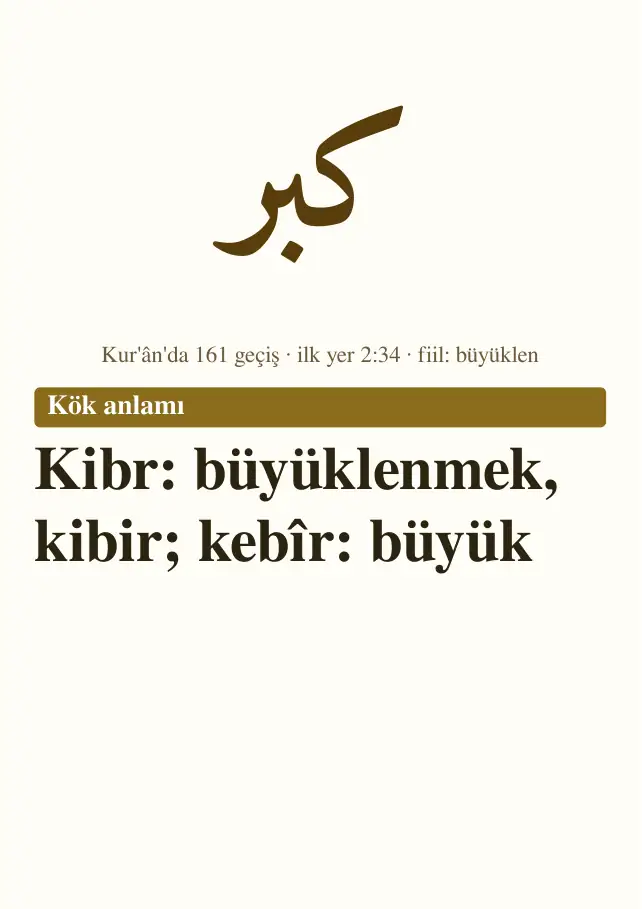 كبر
Kur'ân'da 161 geçiş · ilk yer 2:34 · fiil: büyüklen
Kök anlamı
Kibr: büyüklenmek,
kibir; kebîr: büyük